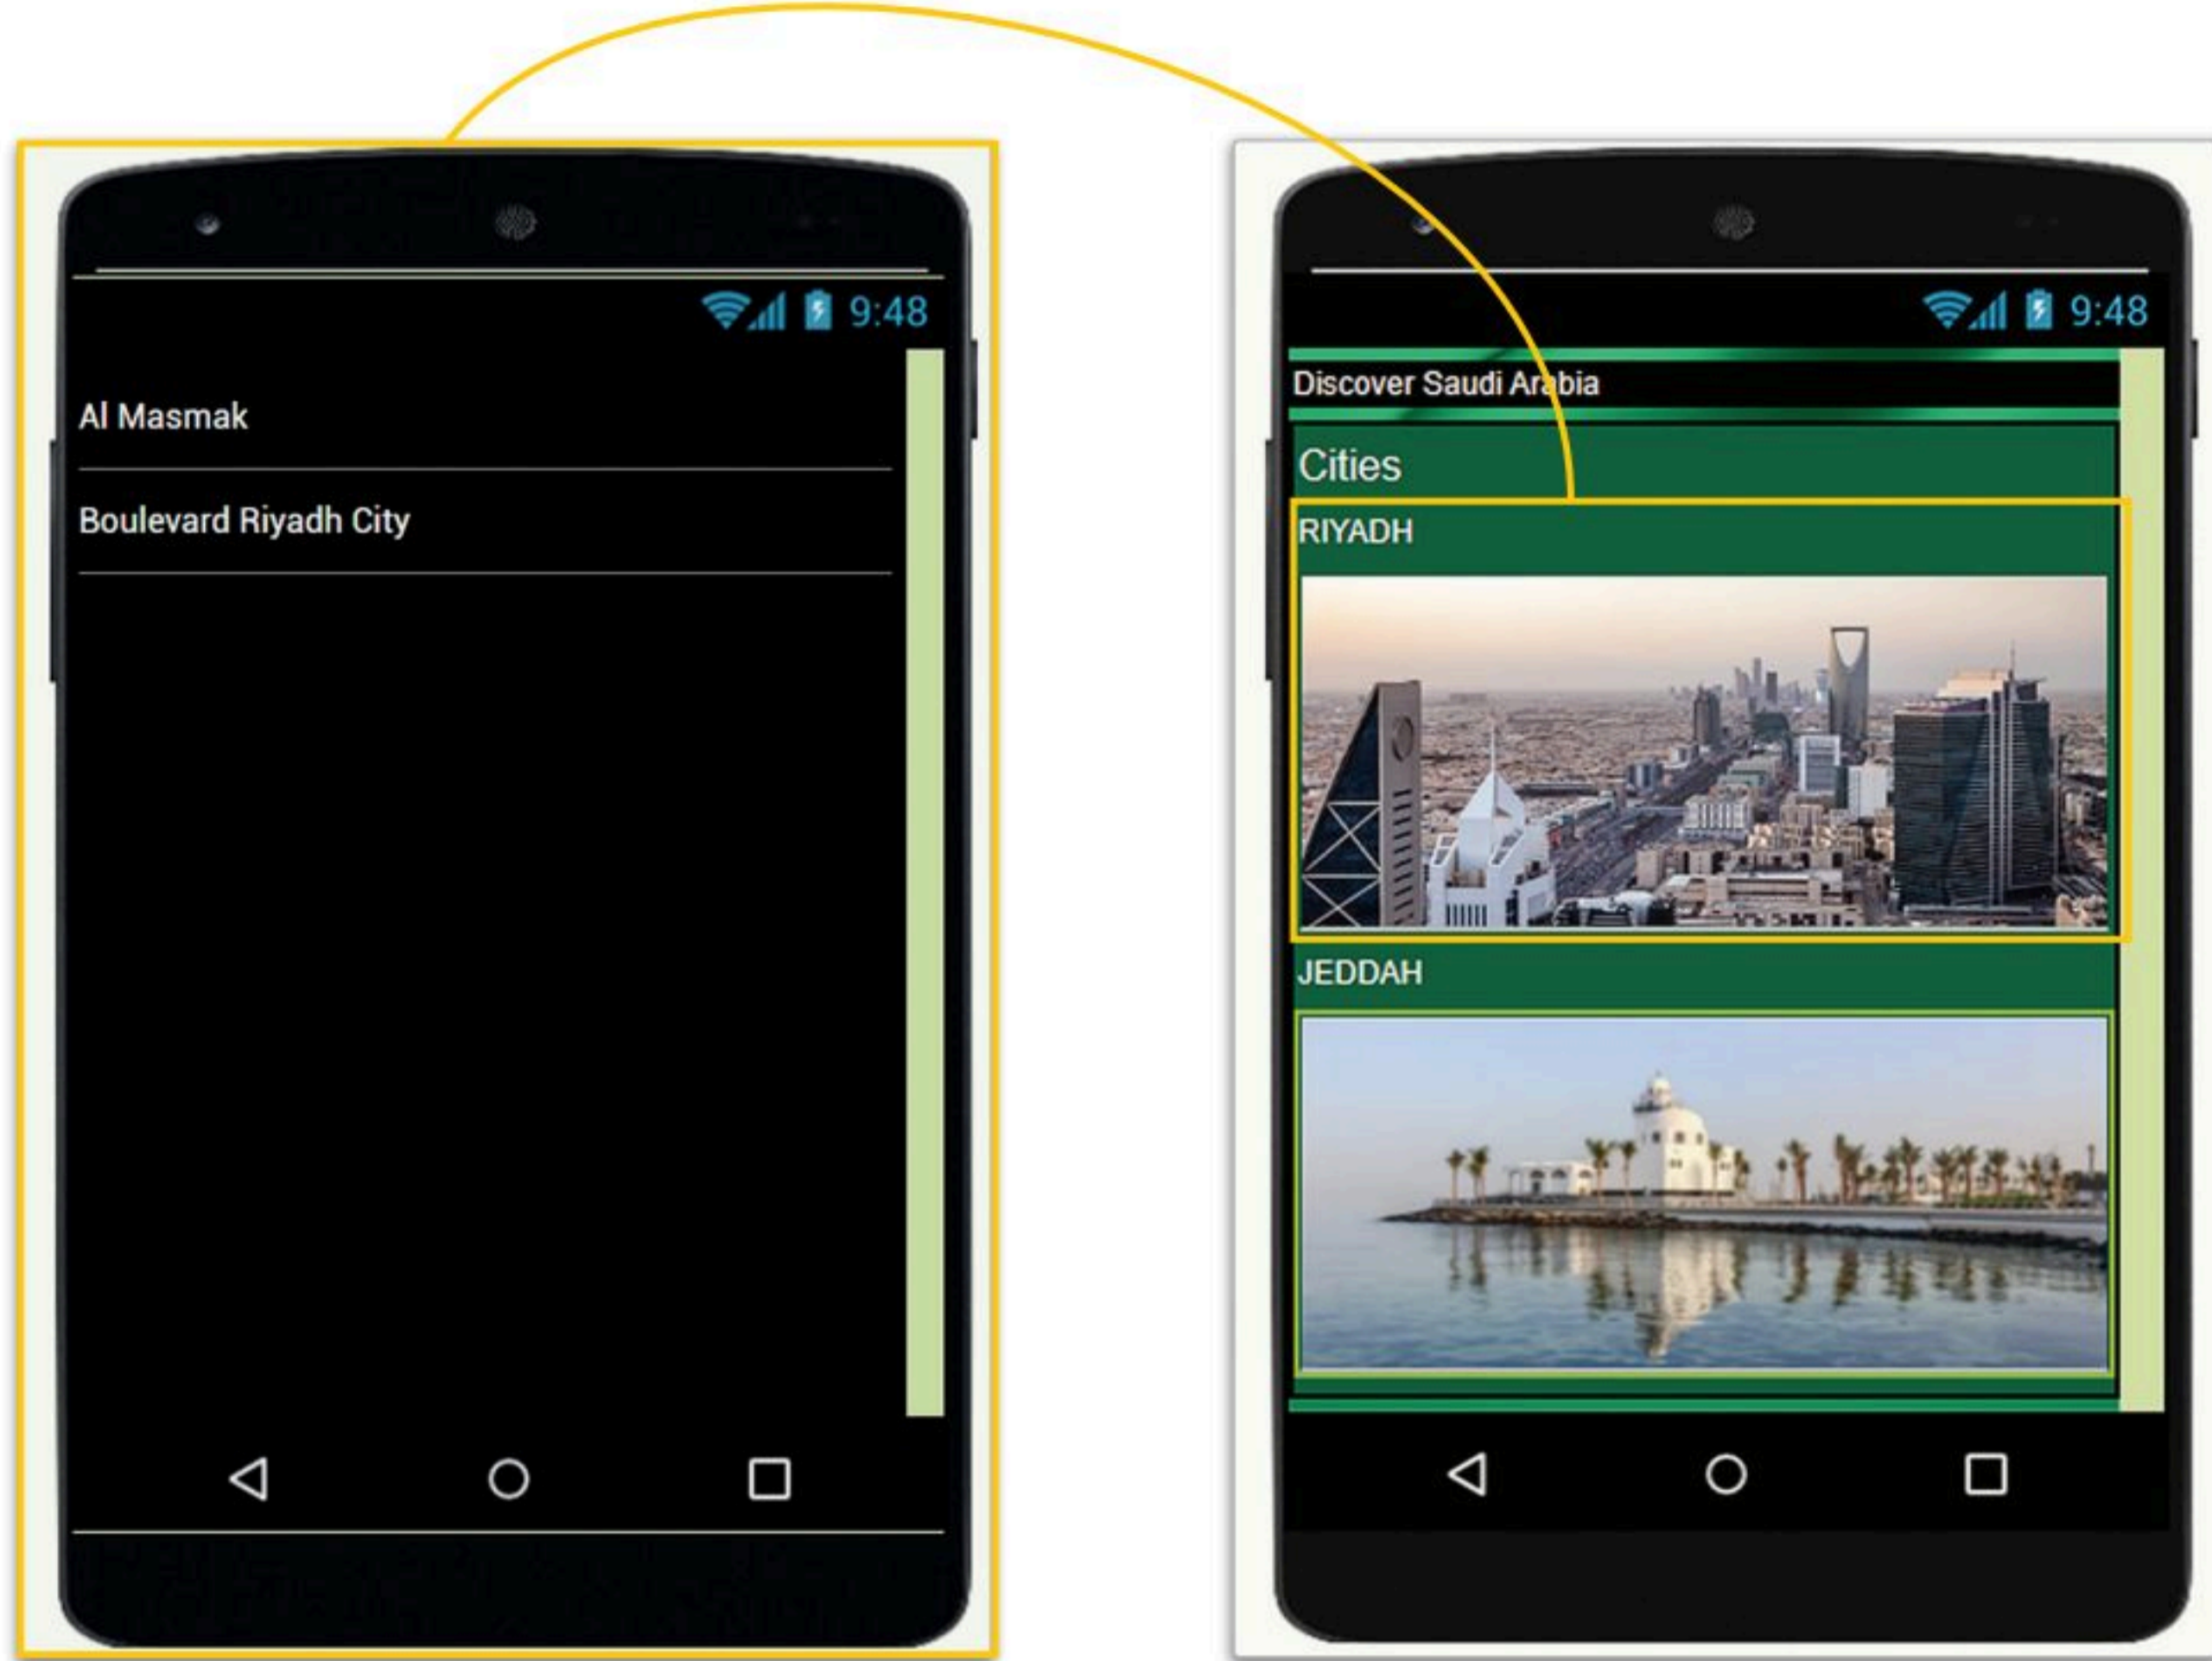 9:48
Al Masmak
Boulevard Riyadh City
9:48
Discover Saudi Arabia
Cities
RIYADH
JEDDAH